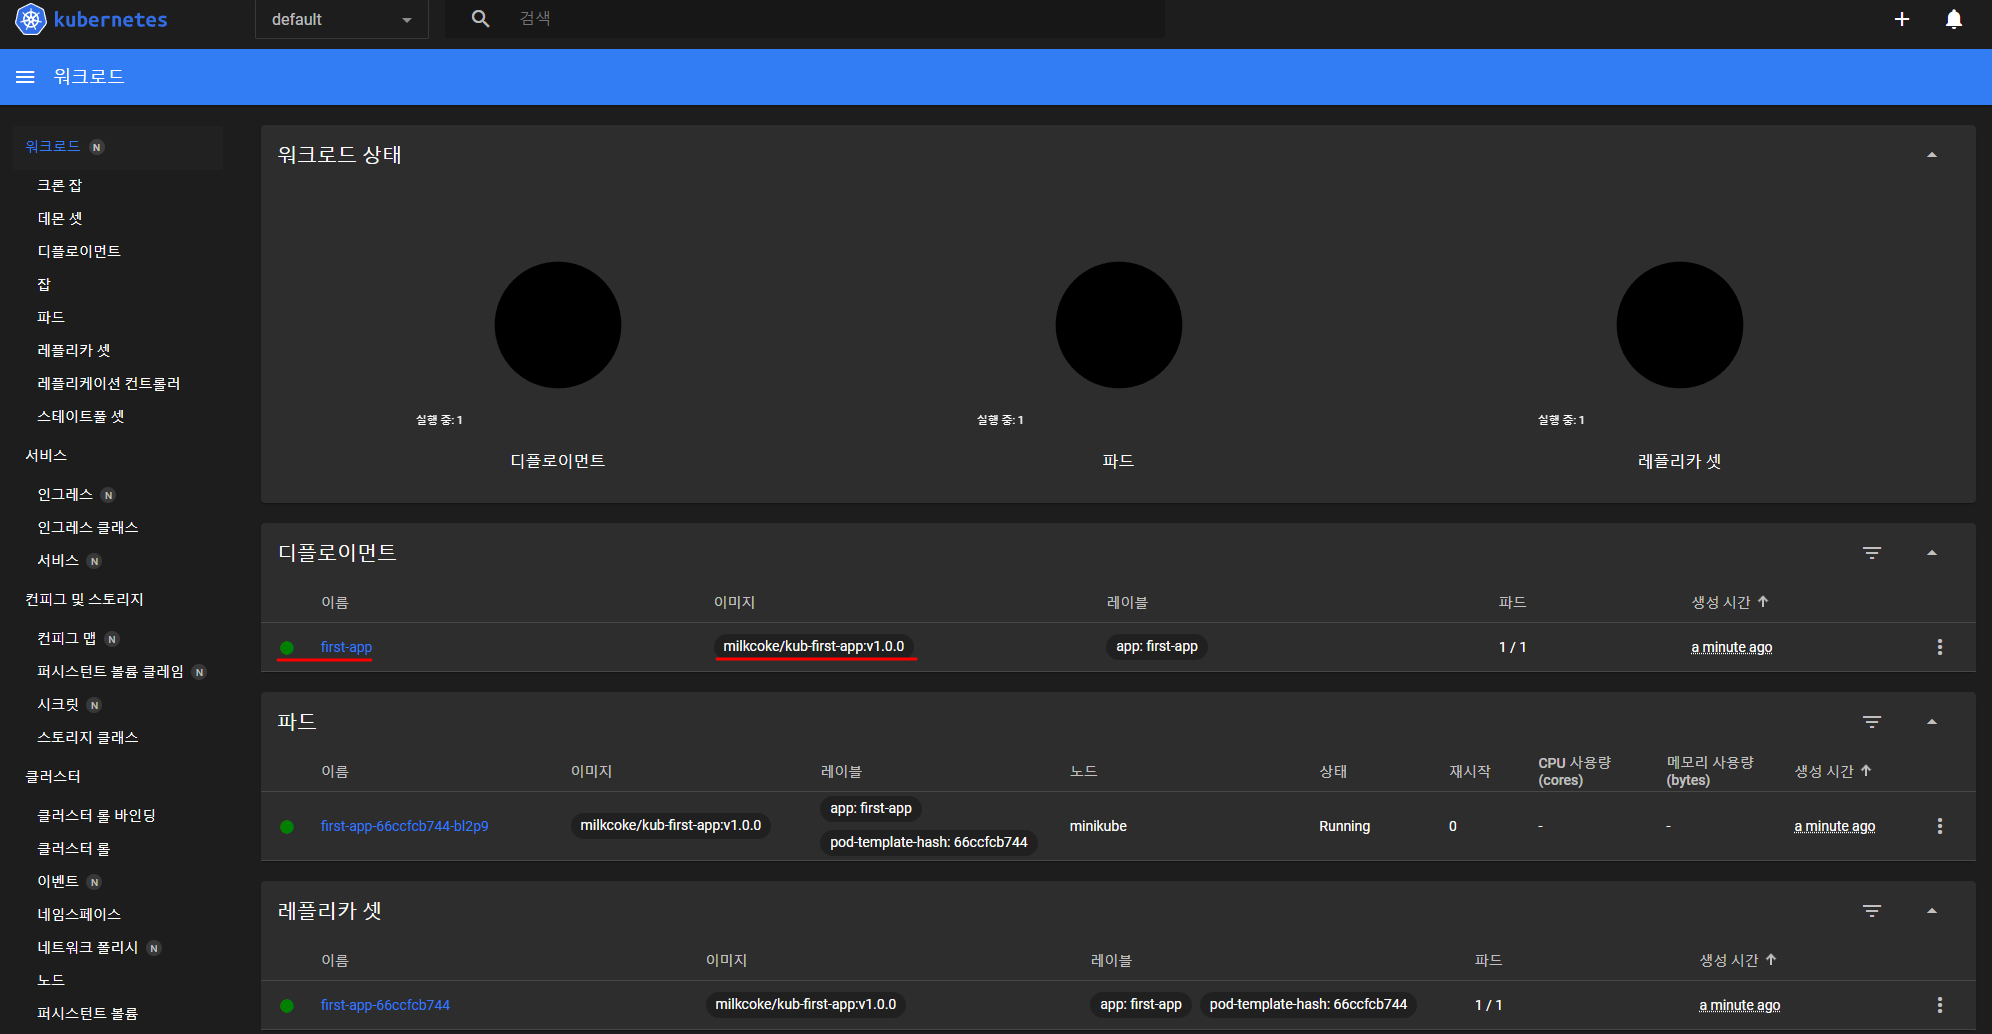 kubernetes
default
검색
워크로드
워크로드 N
크론 잡
데몬 셋
디플로이먼트
잡
파드
레플리카 셋
레플리케이션 컨트롤러
스테이트풀 셋
서비스
인그레스 N
인그레스 클래스
서비스 N
컨피그 및 스토리지
컨피그 맵 N
퍼시스턴트 볼륨 클레임 N
시크릿 N
스토리지 클래스
클러스터
클러스터 롤 바인딩
클러스터 롤
이벤트 N
네임스페이스
네트워크 폴리시 N
노드
퍼시스턴트 볼륨
워크로드 상태
실행 중: 1 실행 중: 1 실행 중: 1
디플로이먼트 파드 레플리카 셋
디플로이먼트
이름 이미지 레이블 파드 생성 시간
first-app milkcoke/kub-first-app:v1.0.0 app: first-app 1 / 1 a minute ago
파드
이름 이미지 레이블 노드 상태 재시작 CPU 사용량 (cores) 메모리 사용량 (bytes) 생성 시간
app: first-app
first-app-66ccfcb744-bl2p9 milkcoke/kub-first-app:v1.0.0 minikube Running 0 - - a minute ago
pod-template-hash: 66ccfcb744
레플리카 셋
이름 이미지 레이블 파드 생성 시간
first-app-66ccfcb744 milkcoke/kub-first-app:v1.0.0 app: first-app pod-template-hash: 66ccfcb744 1 / 1 a minute ago